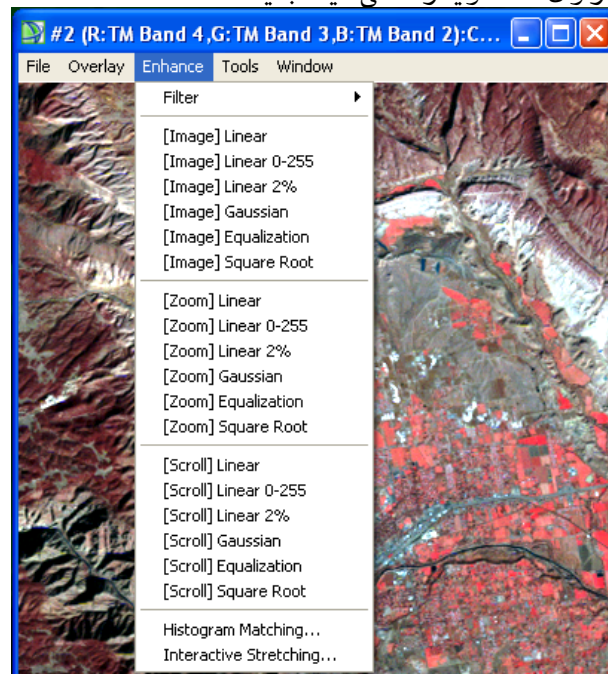 #2 (R:TM Band 4,G:TM Band 3,B:TM Band 2):C...
File Overlay Enhance Tools Window
Filter
[Image] Linear
[Image] Linear 0-255
[Image] Linear 2%
[Image] Gaussian
[Image] Equalization
[Image] Square Root
[Zoom] Linear
[Zoom] Linear 0-255
[Zoom] Linear 2%
[Zoom] Gaussian
[Zoom] Equalization
[Zoom] Square Root
[Scroll] Linear
[Scroll] Linear 0-255
[Scroll] Linear 2%
[Scroll] Gaussian
[Scroll] Equalization
[Scroll] Square Root
Histogram Matching...
Interactive Stretching...